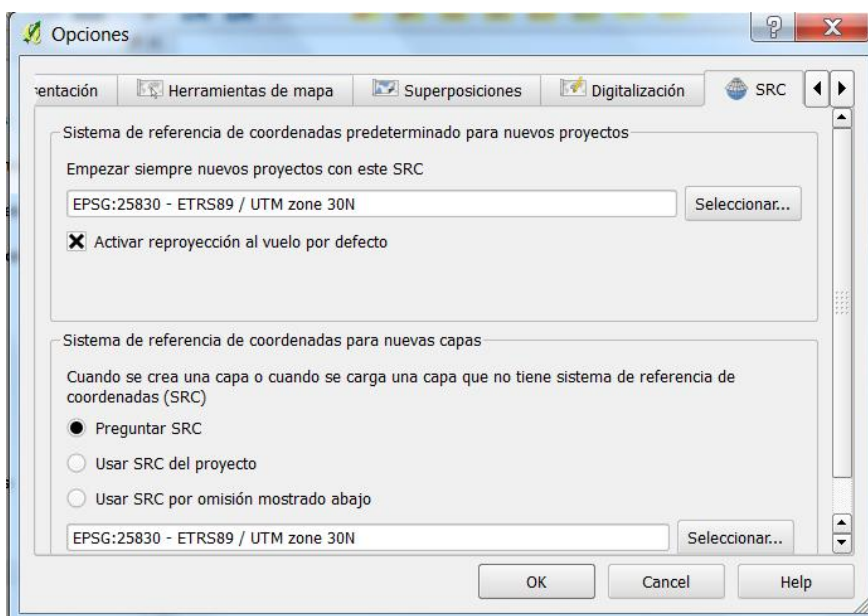 Opciones
rentación
Herramientas de mapa
Superposiciones
Digitalización
SRC
Sistema de referencia de coordenadas predeterminado para nuevos proyectos
Empezar siempre nuevos proyectos con este SRC
EPSG:25830 - ETRS89 / UTM zone 30N
Seleccionar...
Activar reproyección al vuelo por defecto
Sistema de referencia de coordenadas para nuevas capas
Cuando se crea una capa o cuando se carga una capa que no tiene sistema de referencia de
coordenadas (SRC)
Preguntar SRC
Usar SRC del proyecto
Usar SRC por omisión mostrado abajo
EPSG:25830 - ETRS89 / UTM zone 30N
Seleccionar...
OK
Cancel
Help